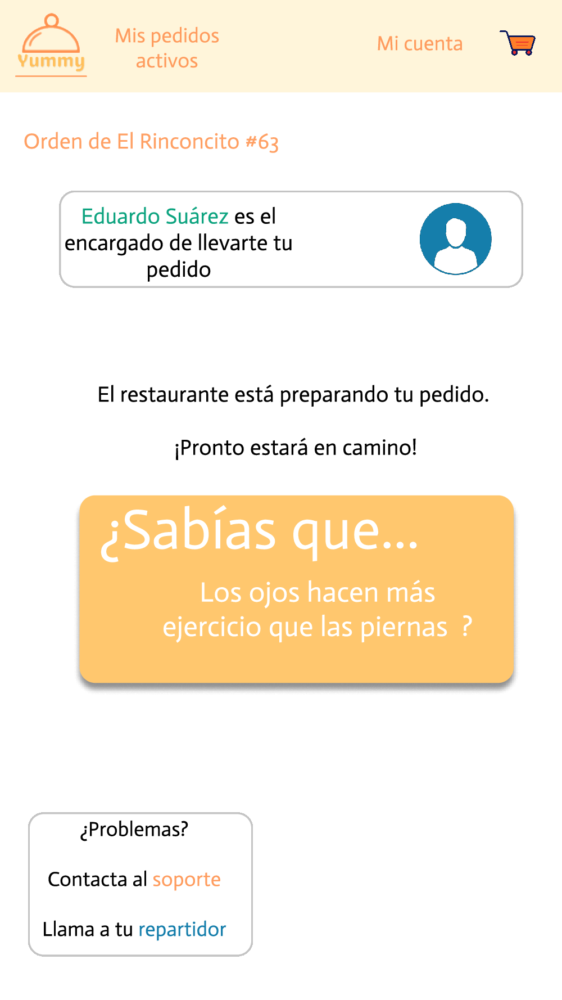 Yummy
Mis pedidos
activos
Mi cuenta
Orden de El Rinconcito #63
Eduardo Suárez es el
encargado de llevarte tu
pedido
El restaurante está preparando tu pedido.
¡Pronto estará en camino!
¿Sabías que...
Los ojos hacen más
ejercicio que las piernas ?
¿Problemas?
Contacta al soporte
Llama a tu repartidor